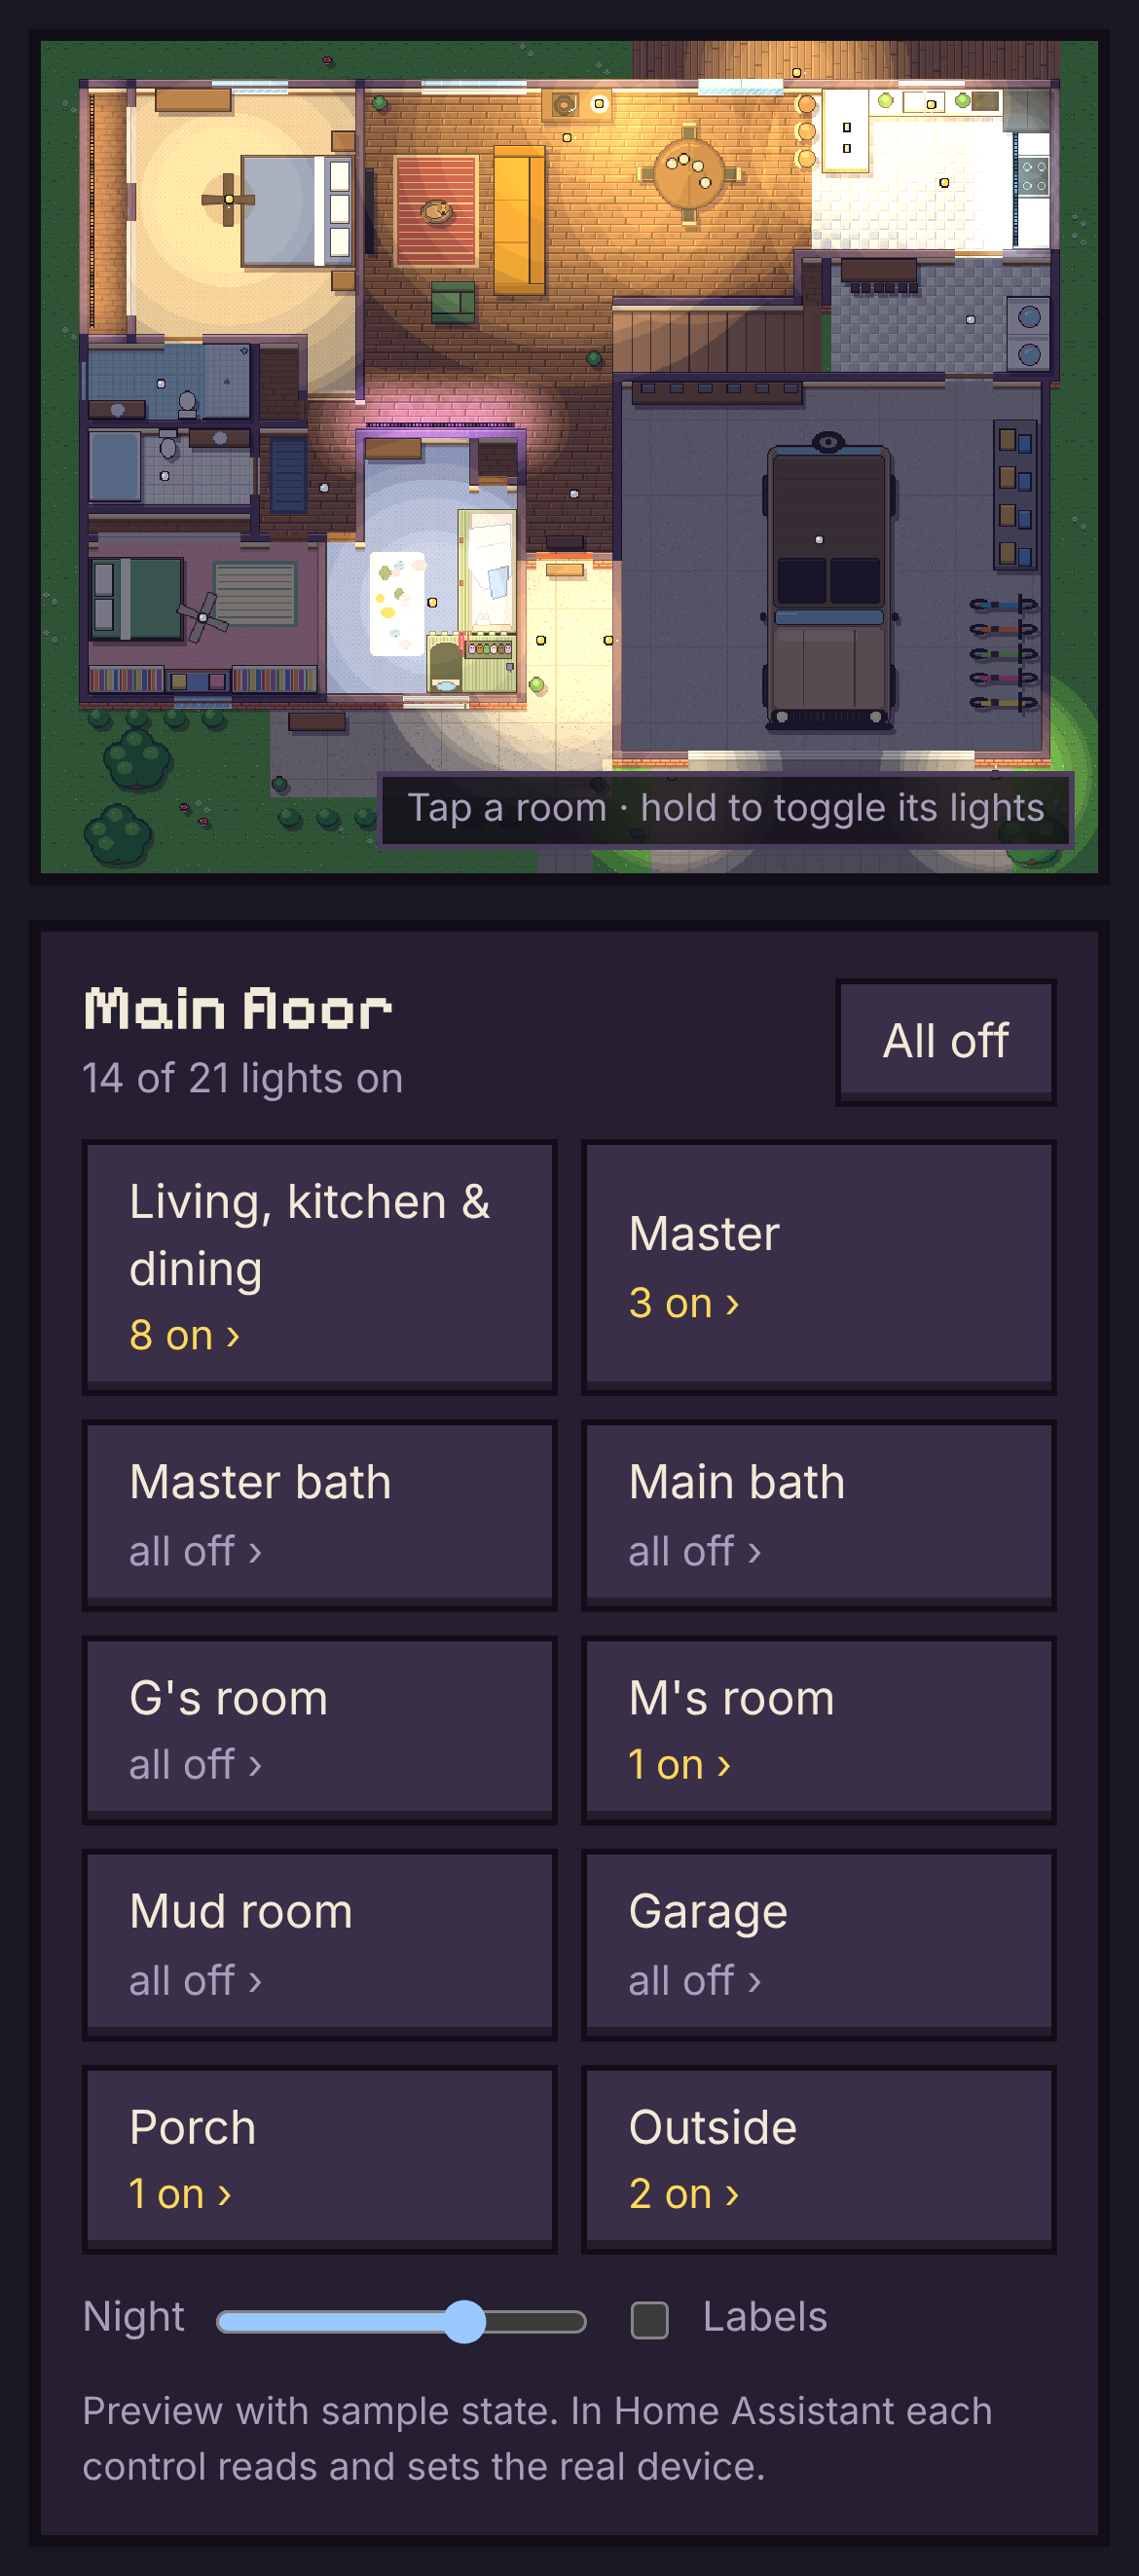 Tap a room · hold to toggle its lights
Main floor
14 of 21 lights on
All off
Living, kitchen &
dining
8 on ›
Master
3 on ›
Master bath
all off ›
Main bath
all off ›
G's room
all off ›
M's room
1 on ›
Mud room
all off ›
Garage
all off ›
Porch
1 on ›
Outside
2 on ›
Night
Labels
Preview with sample state. In Home Assistant each
control reads and sets the real device.